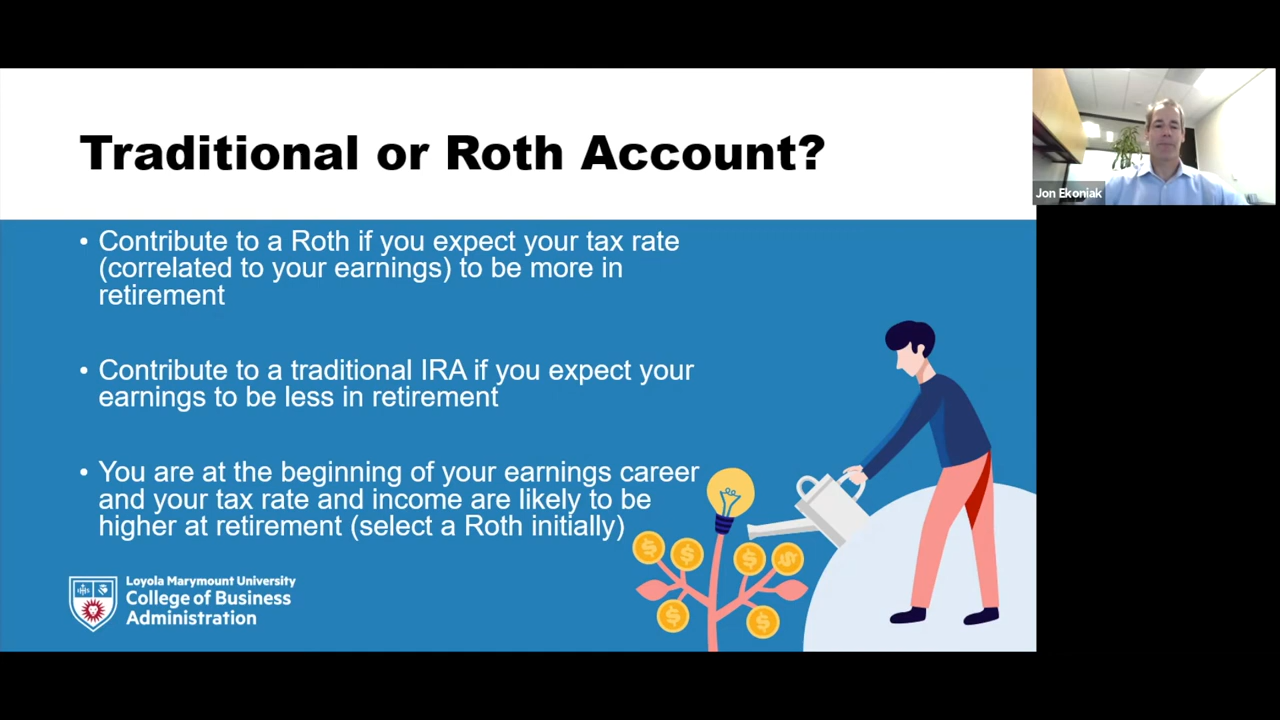 Traditional or Roth Account?
Jon Ekoniak
• Contribute to a Roth if you expect your tax rate
(correlated to your earnings) to be more in
retirement
• Contribute to a traditional IRA if you expect your
earnings to be less in retirement
• You are at the beginning of your earnings career
and your tax rate and income are likely to be
higher at retirement (select a Roth initially)
$ $ $ $
$ $
IHS
Loyola Marymount University
College of Business
Administration